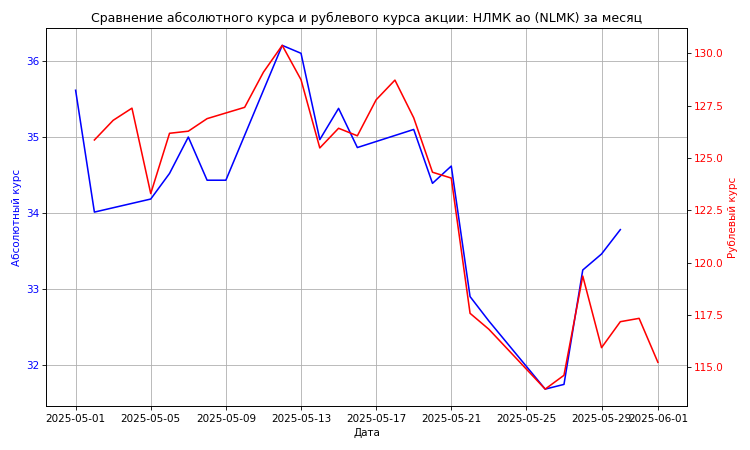 Сравнение абсолютного курса и рублевого курса акции: НЛМК ао (NLMK) за месяц
36
35
34
33
32
Абсолютный курс
130.0
127.5
125.0
122.5
120.0
117.5
115.0
Рублевый курс
2025-05-01 2025-05-05 2025-05-09 2025-05-13 2025-05-17 2025-05-21 2025-05-25 2025-05-29 2025-06-01
Дата